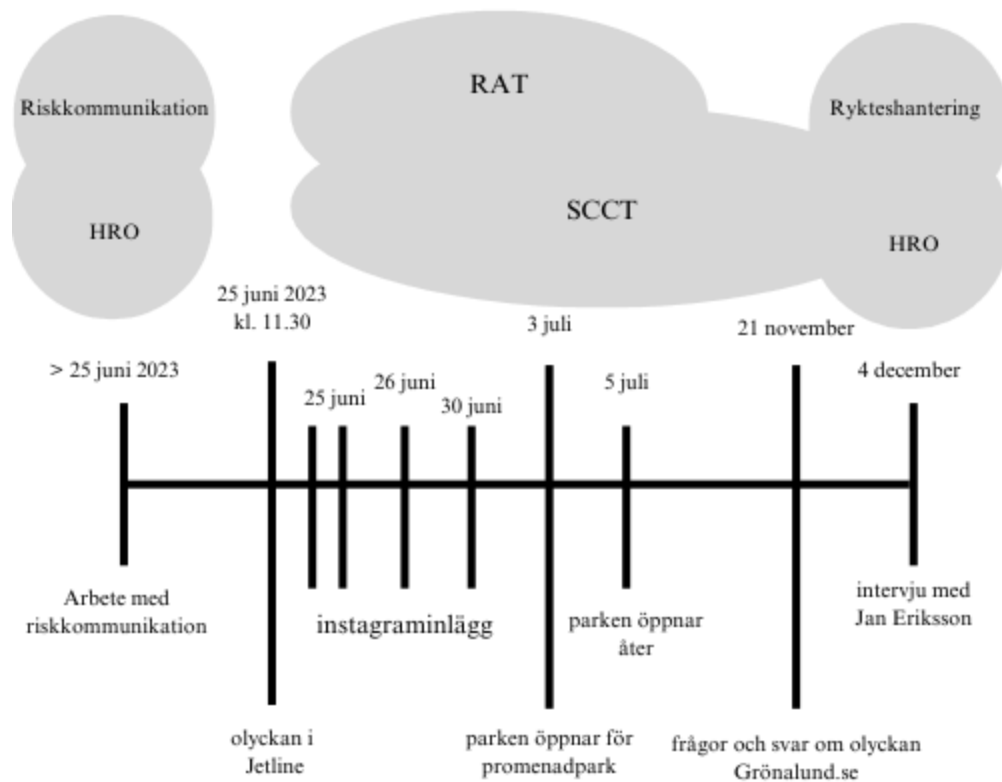 RAT
Riskkommunikation
Rykteshantering
SCCT
HRO
HRO
25 juni 2023
kl. 11.30
3 juli
21 november
> 25 juni 2023
26 juni
5 juli
4 december
25 juni
30 juni
Arbete med
riskkommunikation
instagraminlägg
parken öppnar
åter
intervju med
Jan Eriksson
olyckan i
Jetline
parken öppnar för
promenadpark
frågor och svar om olyckan
Grönalund.se